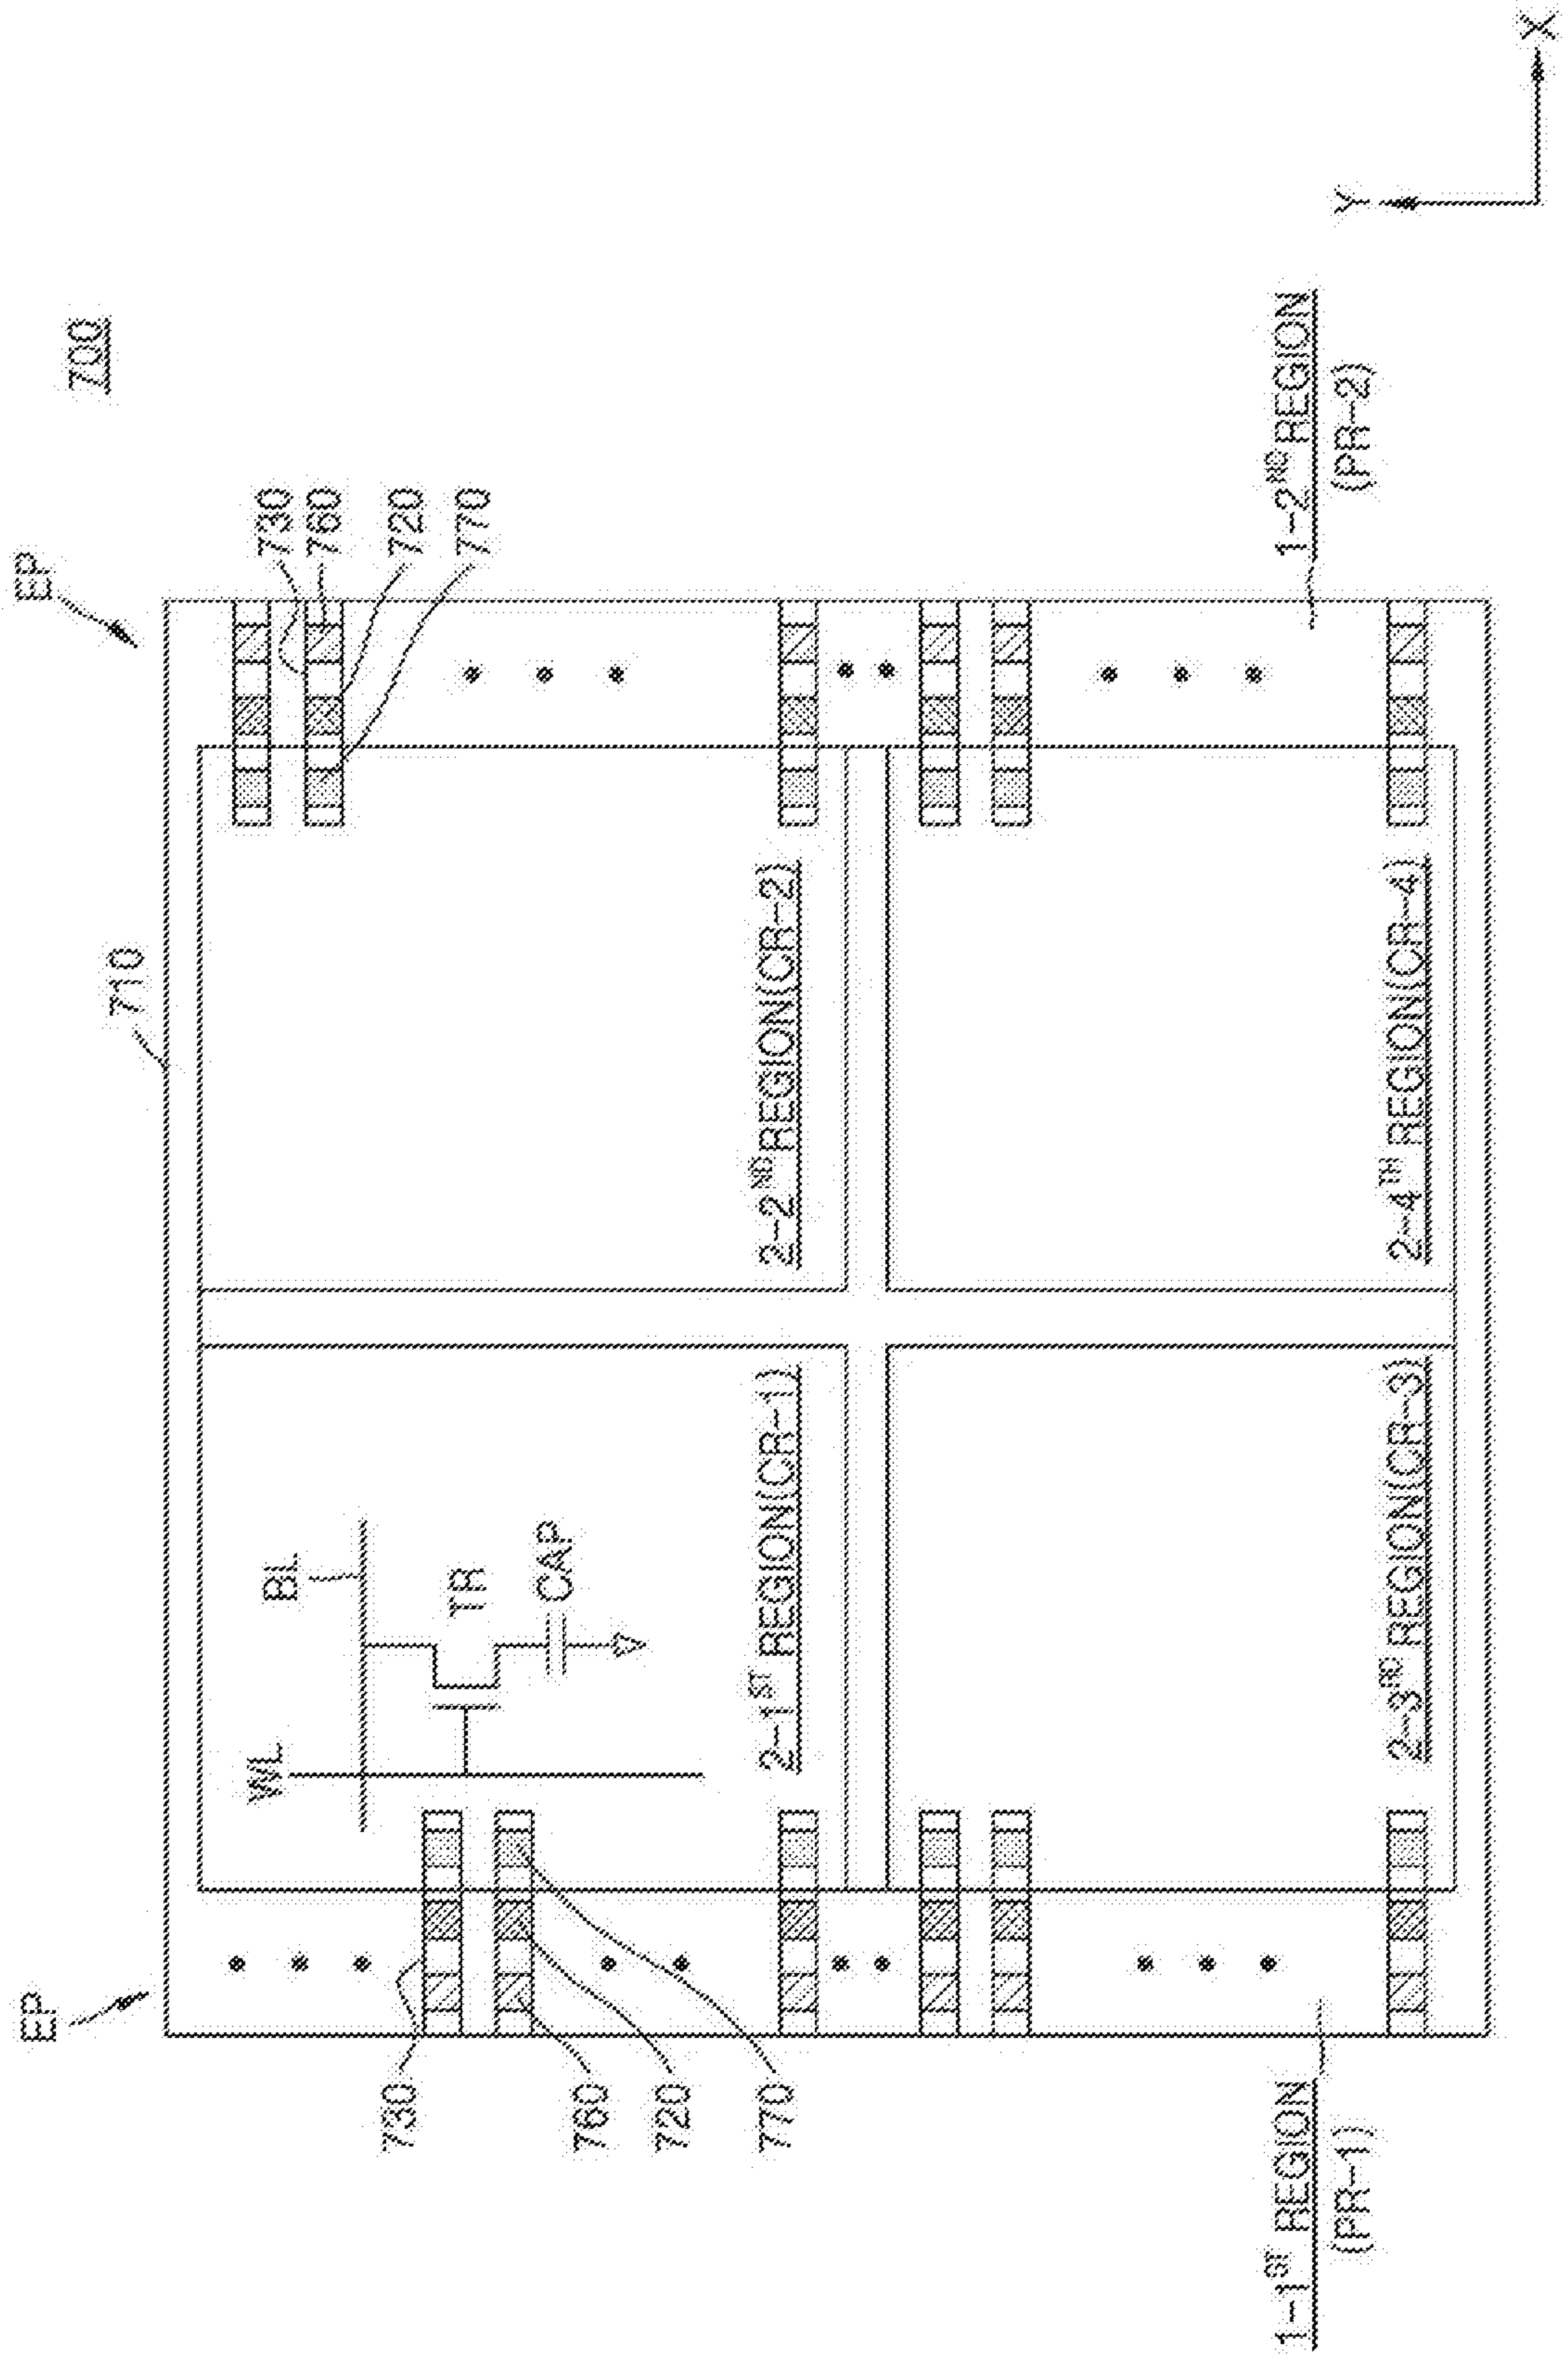 700
EP
EP
710
730
760
720
770
BL
WL
TR
CAP
2-1ST REGION(CR-1)
2-2ND REGION(CR-2)
2-3RD REGION(CR-3)
2-4TH REGION(CR-4)
730
760
720
770
1-1ST REGION
(PR-1)
1-2ND REGION
(PR-2)
Y
X